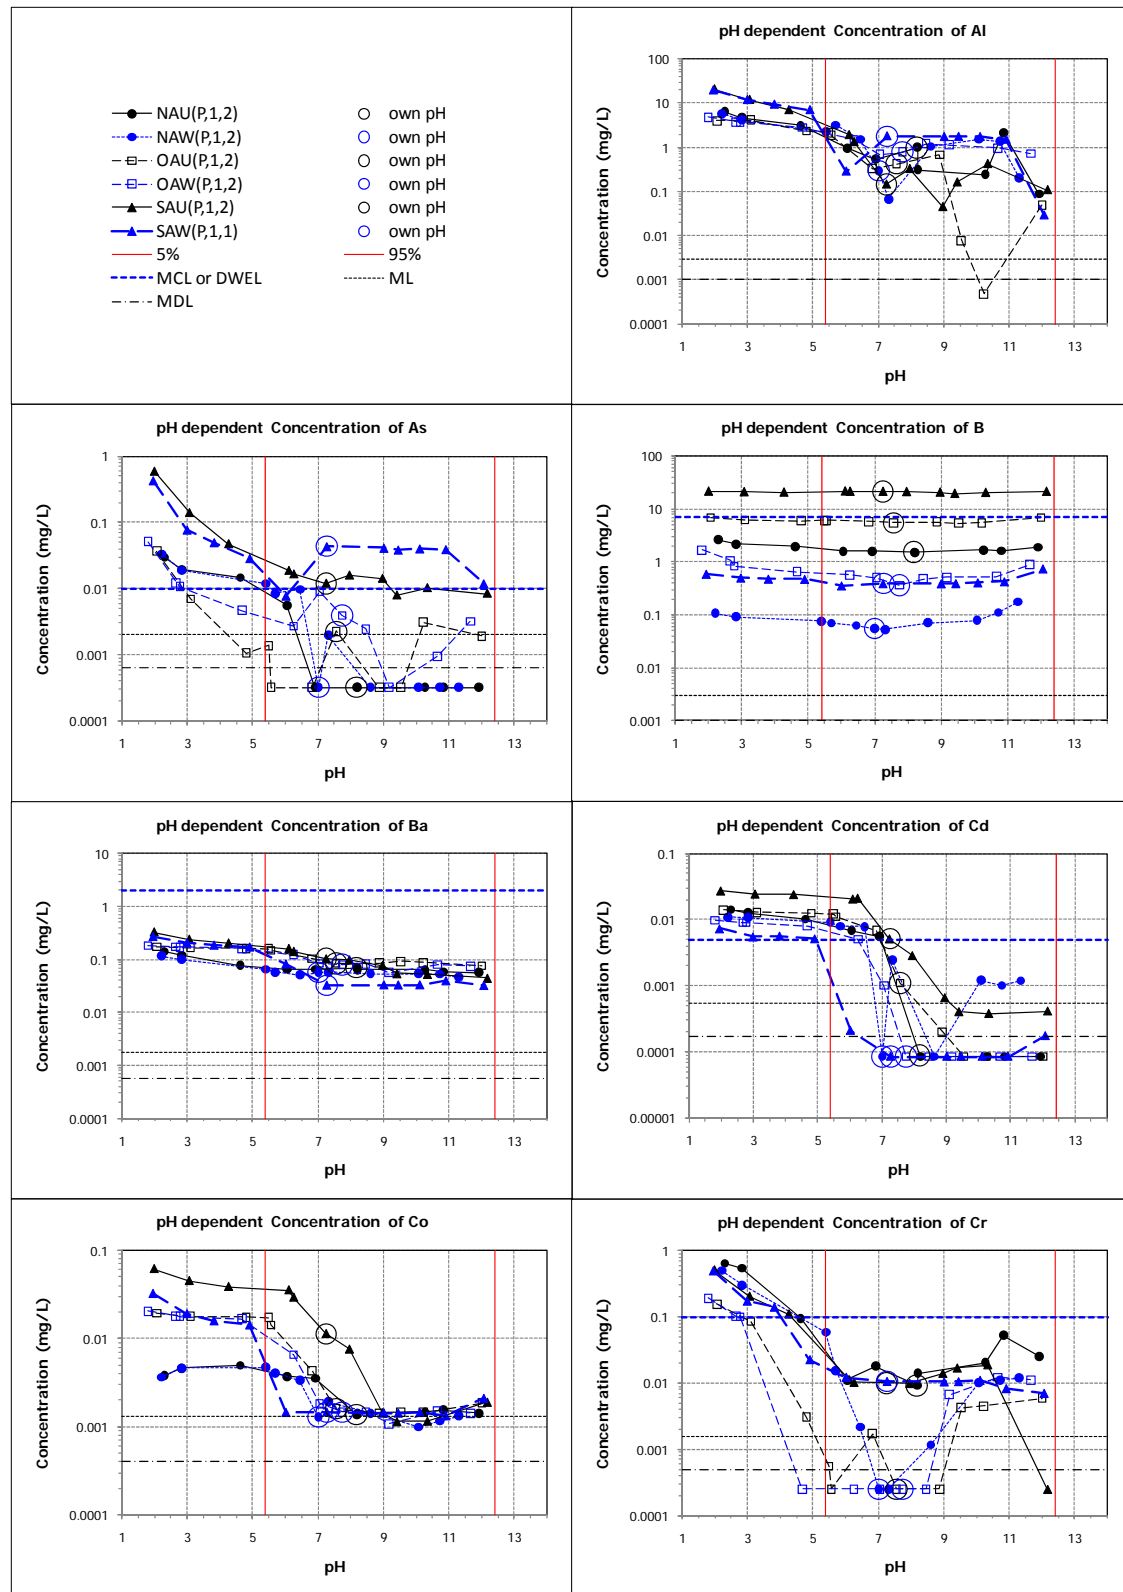 NAU(P,1,2) own pH
NAW(P,1,2) own pH
OAU(P,1,2) own pH
OAW(P,1,2) own pH
SAU(P,1,2) own pH
SAW(P,1,1) own pH
5% 95%
MCL or DWEL ML
MDL
pH dependent Concentration of Al
Concentration (mg/L)
100
10
1
0.1
0.01
0.001
0.0001
1 3 5 7 9 11 13
pH
pH dependent Concentration of As
Concentration (mg/L)
1
0.1
0.01
0.001
0.0001
1 3 5 7 9 11 13
pH
pH dependent Concentration of B
Concentration (mg/L)
100
10
1
0.1
0.01
0.001
1 3 5 7 9 11 13
pH
pH dependent Concentration of Ba
Concentration (mg/L)
10
1
0.1
0.01
0.001
0.0001
1 3 5 7 9 11 13
pH
pH dependent Concentration of Cd
Concentration (mg/L)
0.1
0.01
0.001
0.0001
0.00001
1 3 5 7 9 11 13
pH
pH dependent Concentration of Co
Concentration (mg/L)
0.1
0.01
0.001
0.0001
1 3 5 7 9 11 13
pH
pH dependent Concentration of Cr
Concentration (mg/L)
1
0.1
0.01
0.001
0.0001
1 3 5 7 9 11 13
pH